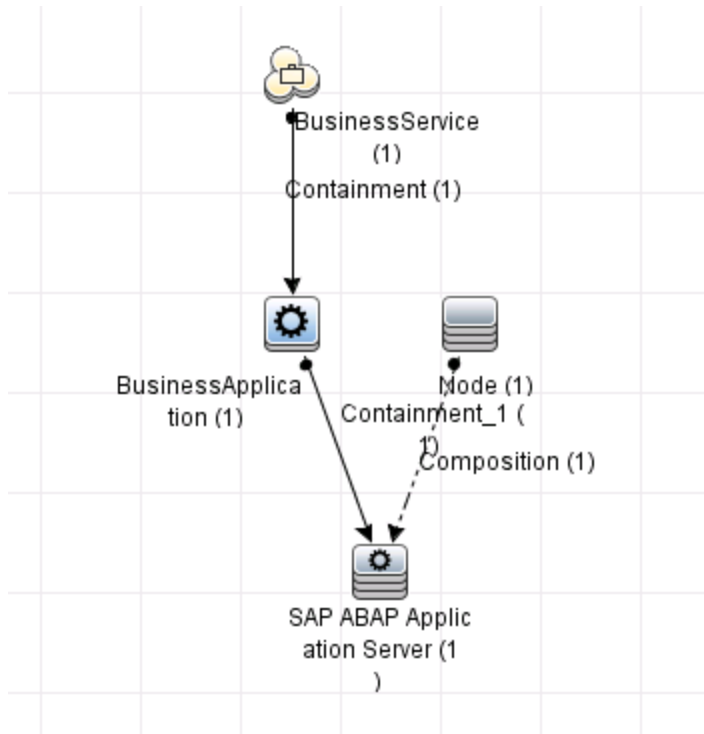 BusinessService
(1)
Containment (1)
BusinessApplica
tion (1)
Node (1)
Containment_1 (
1)
Composition (1)
SAP ABAP Applic
ation Server (1
)